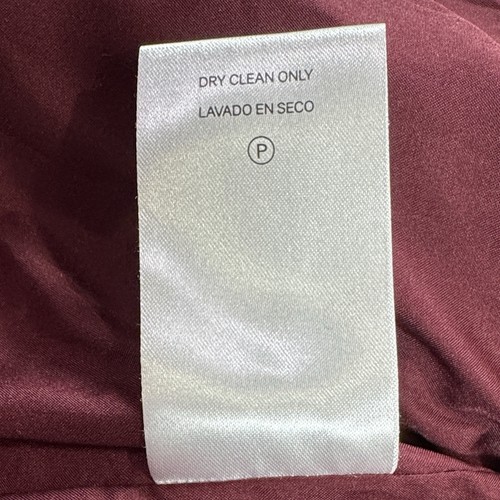 DRY CLEAN ONLY
LAVADO EN SECO
P